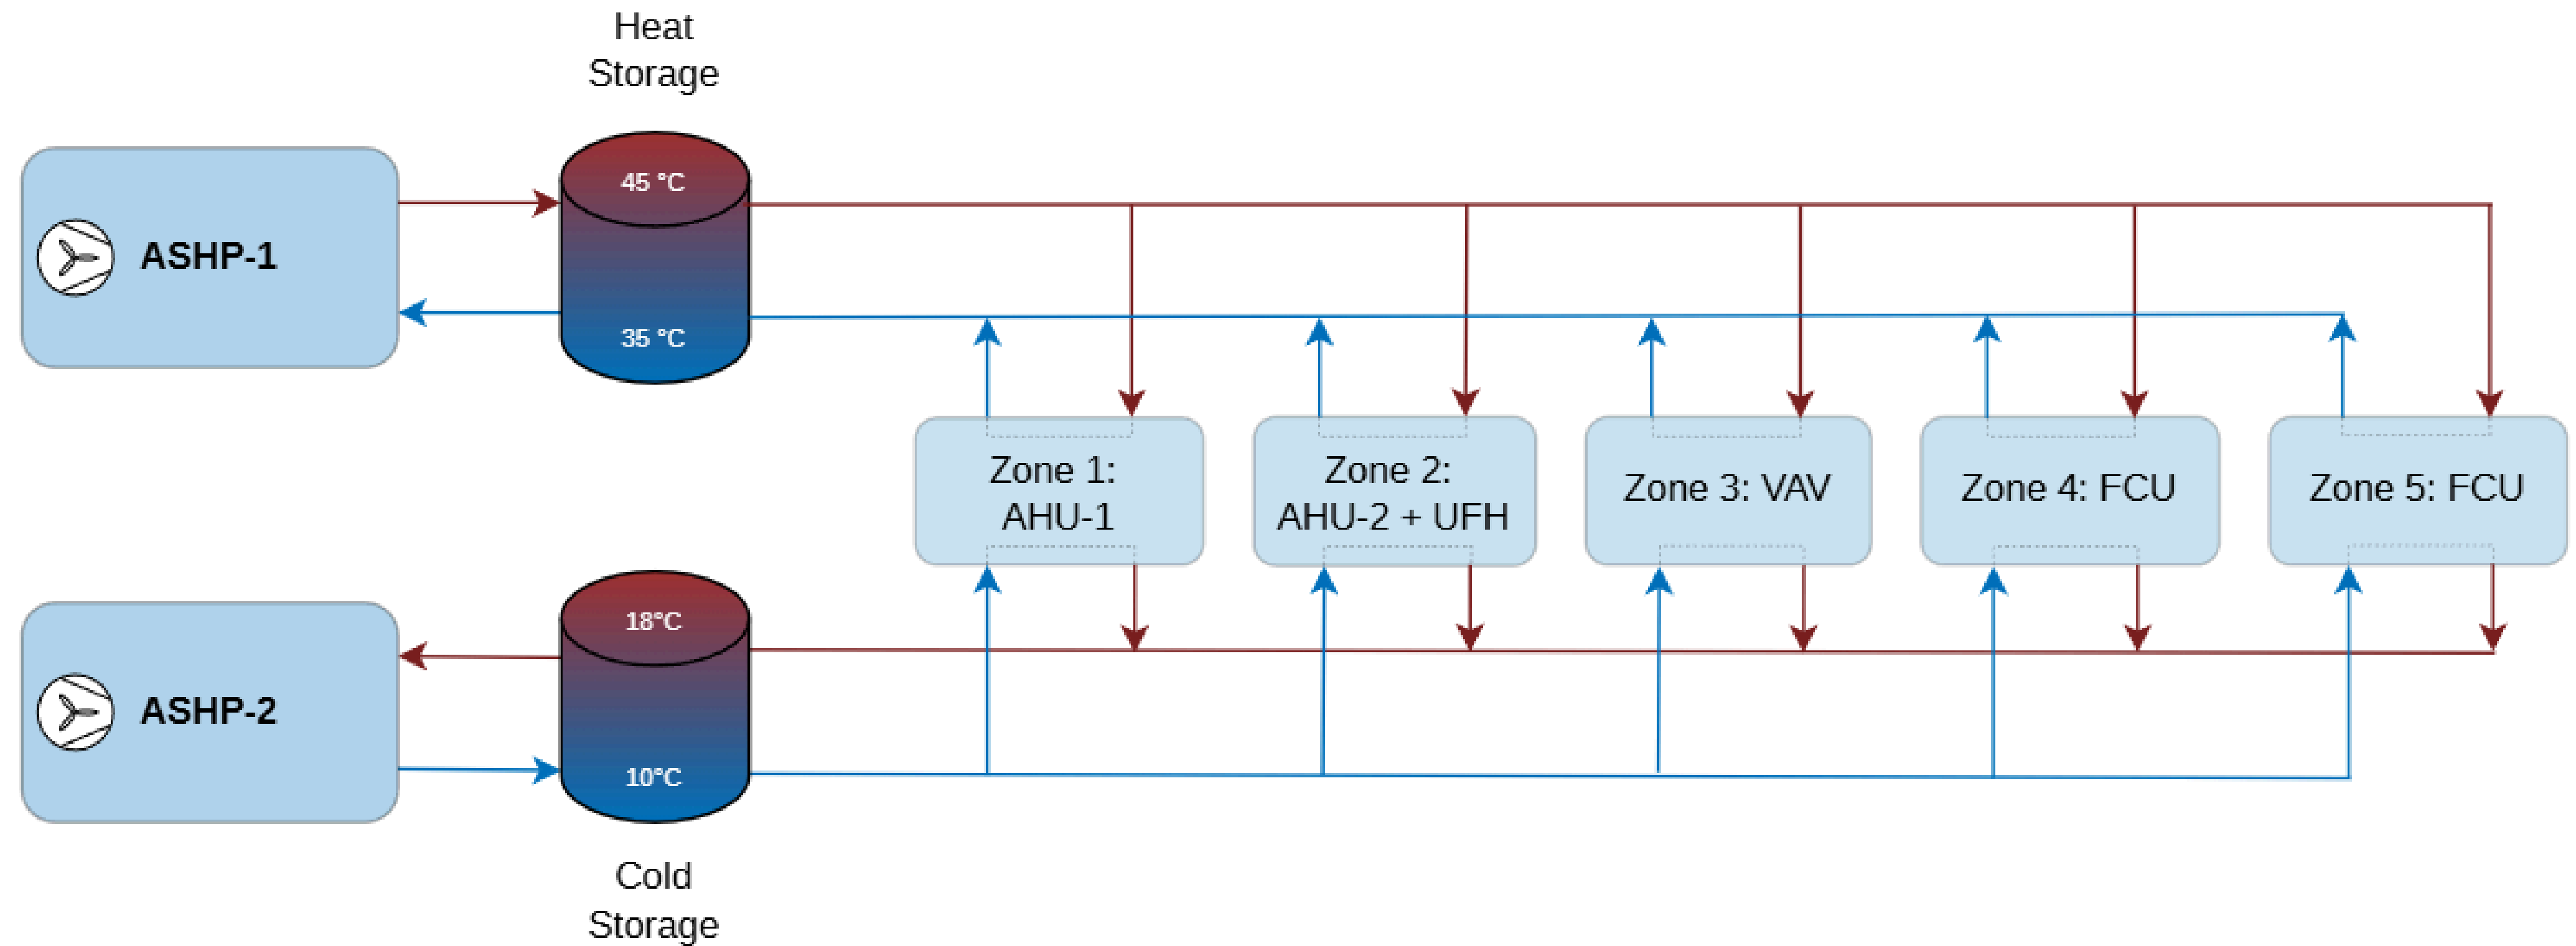 Heat
Storage
45 °C
ASHP-1
35 °C
Zone 1:
AHU-1
Zone 2:
AHU-2 + UFH
Zone 3: VAV
Zone 4: FCU
Zone 5: FCU
18°C
ASHP-2
10°C
Cold
Storage